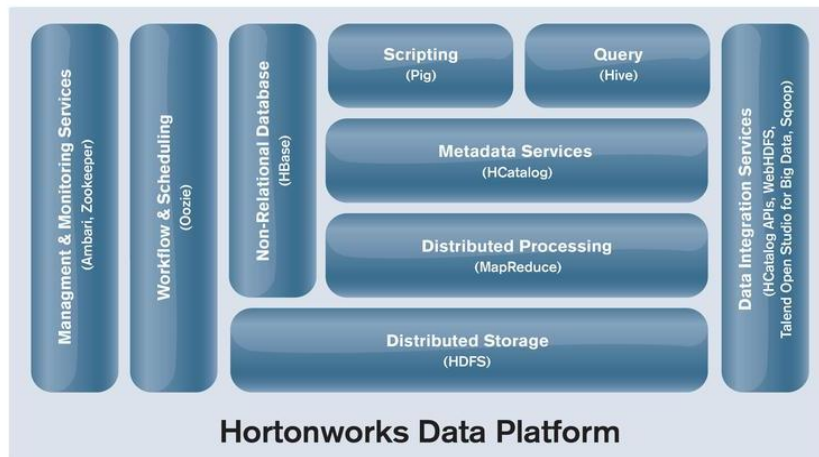 Managment & Monitoring Services
(Ambari, Zookeeper)
Workflow & Scheduling
(Oozie)
Non-Relational Database
(HBase)
Scripting
(Pig)
Query
(Hive)
Metadata Services
(HCatalog)
Distributed Processing
(MapReduce)
Distributed Storage
(HDFS)
Data Integration Services
(HCatalog APIs, WebHDFS,
Talend Open Studio for Big Data, Sqoop)
Hortonworks Data Platform